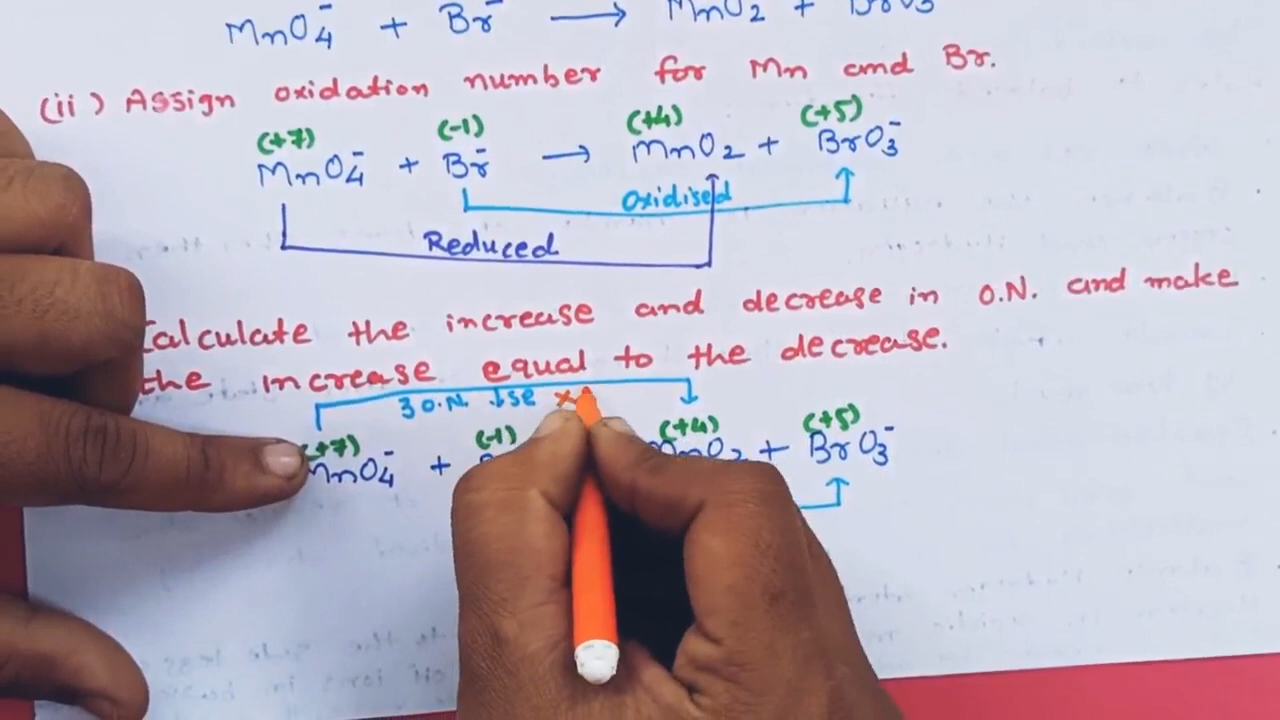 MnO₄⁻ + Br⁻ ⟶ MnO₂ + BrO₃⁻
(ii) Assign oxidation number for Mn and Br.
(+7) (-1) (+4) (+5)
MnO₄⁻ + Br⁻ → MnO₂ + BrO₃⁻
Oxidised
Reduced
Calculate the increase and decrease in O.N. and make
the increase equal to the decrease.
3 O.N. ↓se ×
(+7) (-1) (+4) (+5)
MnO₄⁻ + MnO₂ + BrO₃⁻